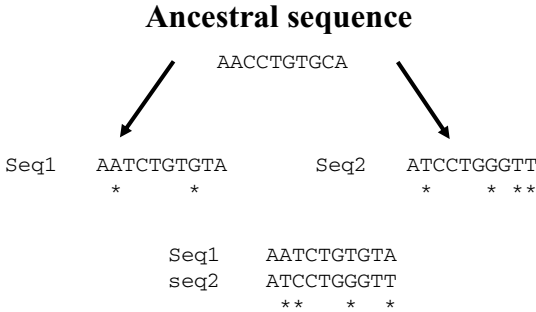 Ancestral sequence
AACCTGTGCA
Seq1 AATCTGTGTA Seq2 ATCCTGGGTT
* * * * **
Seq1 AATCTGTGTA
seq2 ATCCTGGGTT
** * *